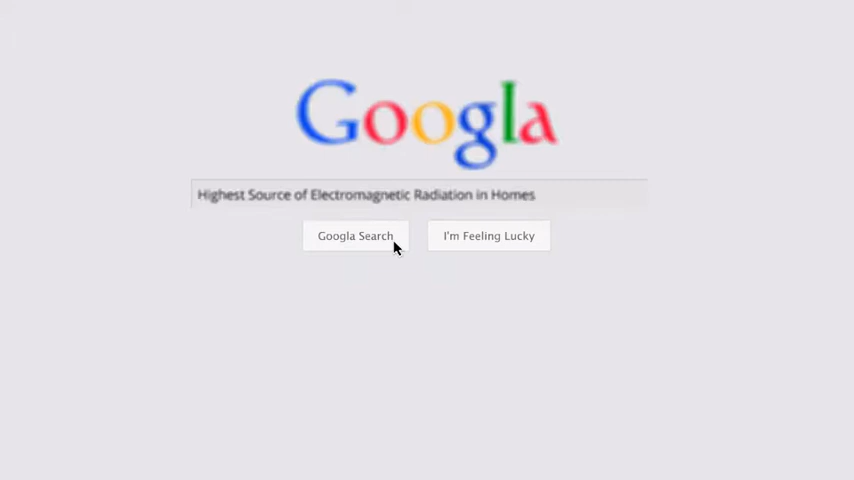 Googla
Highest Source of Electromagnetic Radiation in Homes
Googla Search
I'm Feeling Lucky